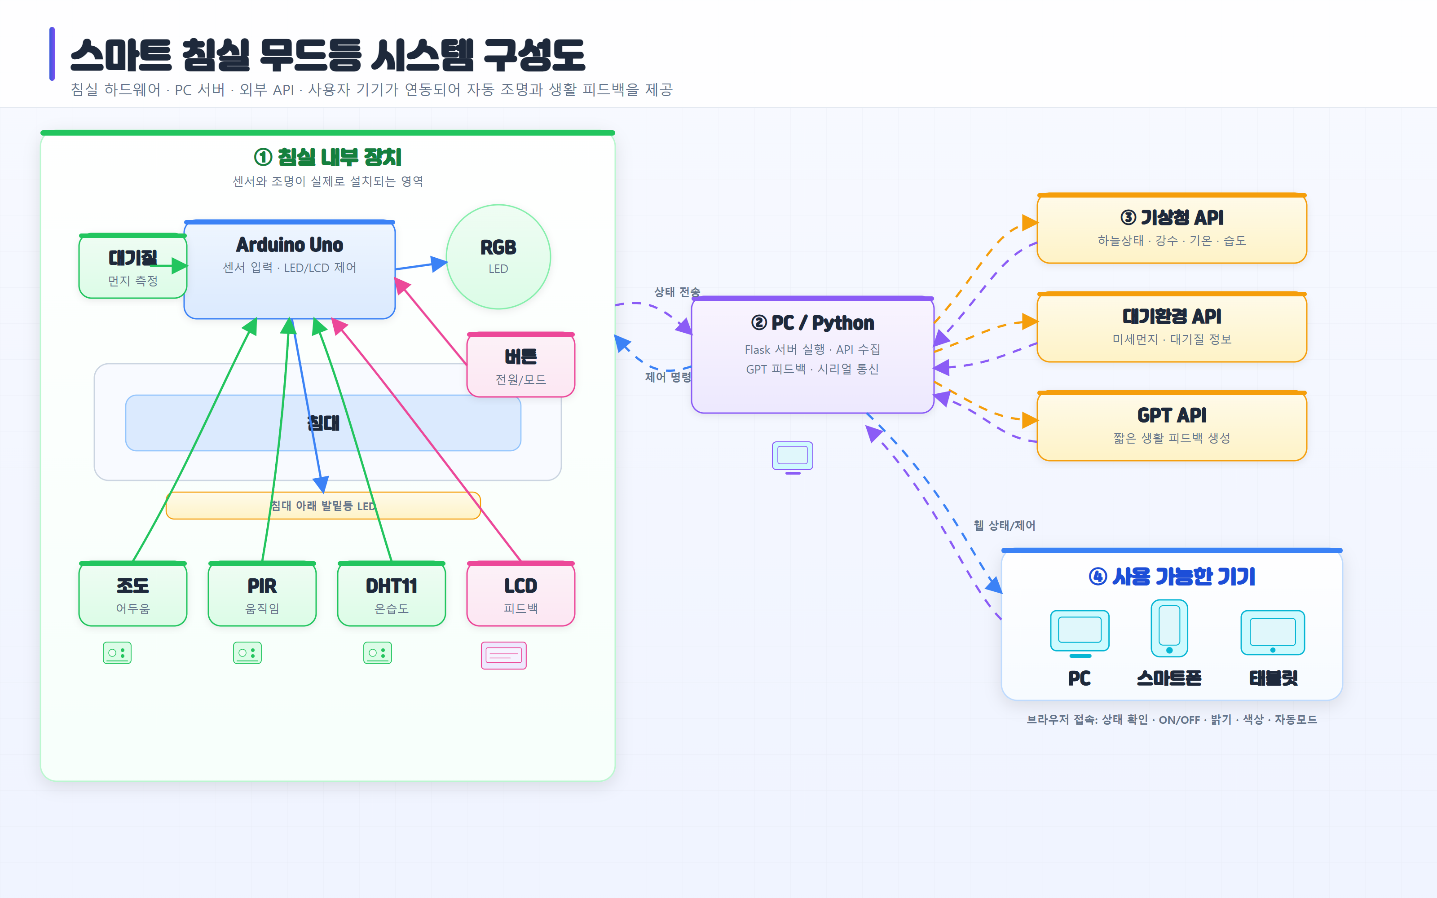 스마트 침실 무드등 시스템 구성도
침실 하드웨어 · PC 서버 · 외부 API · 사용자 기기가 연동되어 자동 조명과 생활 피드백을 제공
① 침실 내부 장치
센서와 조명이 실제로 설치되는 영역
대기질
먼지 측정
Arduino Uno
센서 입력 · LED/LCD 제어
RGB
LED
버튼
전원/모드
침대
침대 아래 발밑등 LED
조도
어두움
PIR
움직임
DHT11
온습도
LCD
피드백
상태 전송
제어 명령
② PC / Python
Flask 서버 실행 · API 수집
GPT 피드백 · 시리얼 통신
③ 기상청 API
하늘상태 · 강수 · 기온 · 습도
대기환경 API
미세먼지 · 대기질 정보
GPT API
짧은 생활 피드백 생성
웹 상태/제어
④ 사용 가능한 기기
PC
스마트폰
태블릿
브라우저 접속: 상태 확인 · ON/OFF · 밝기 · 색상 · 자동모드